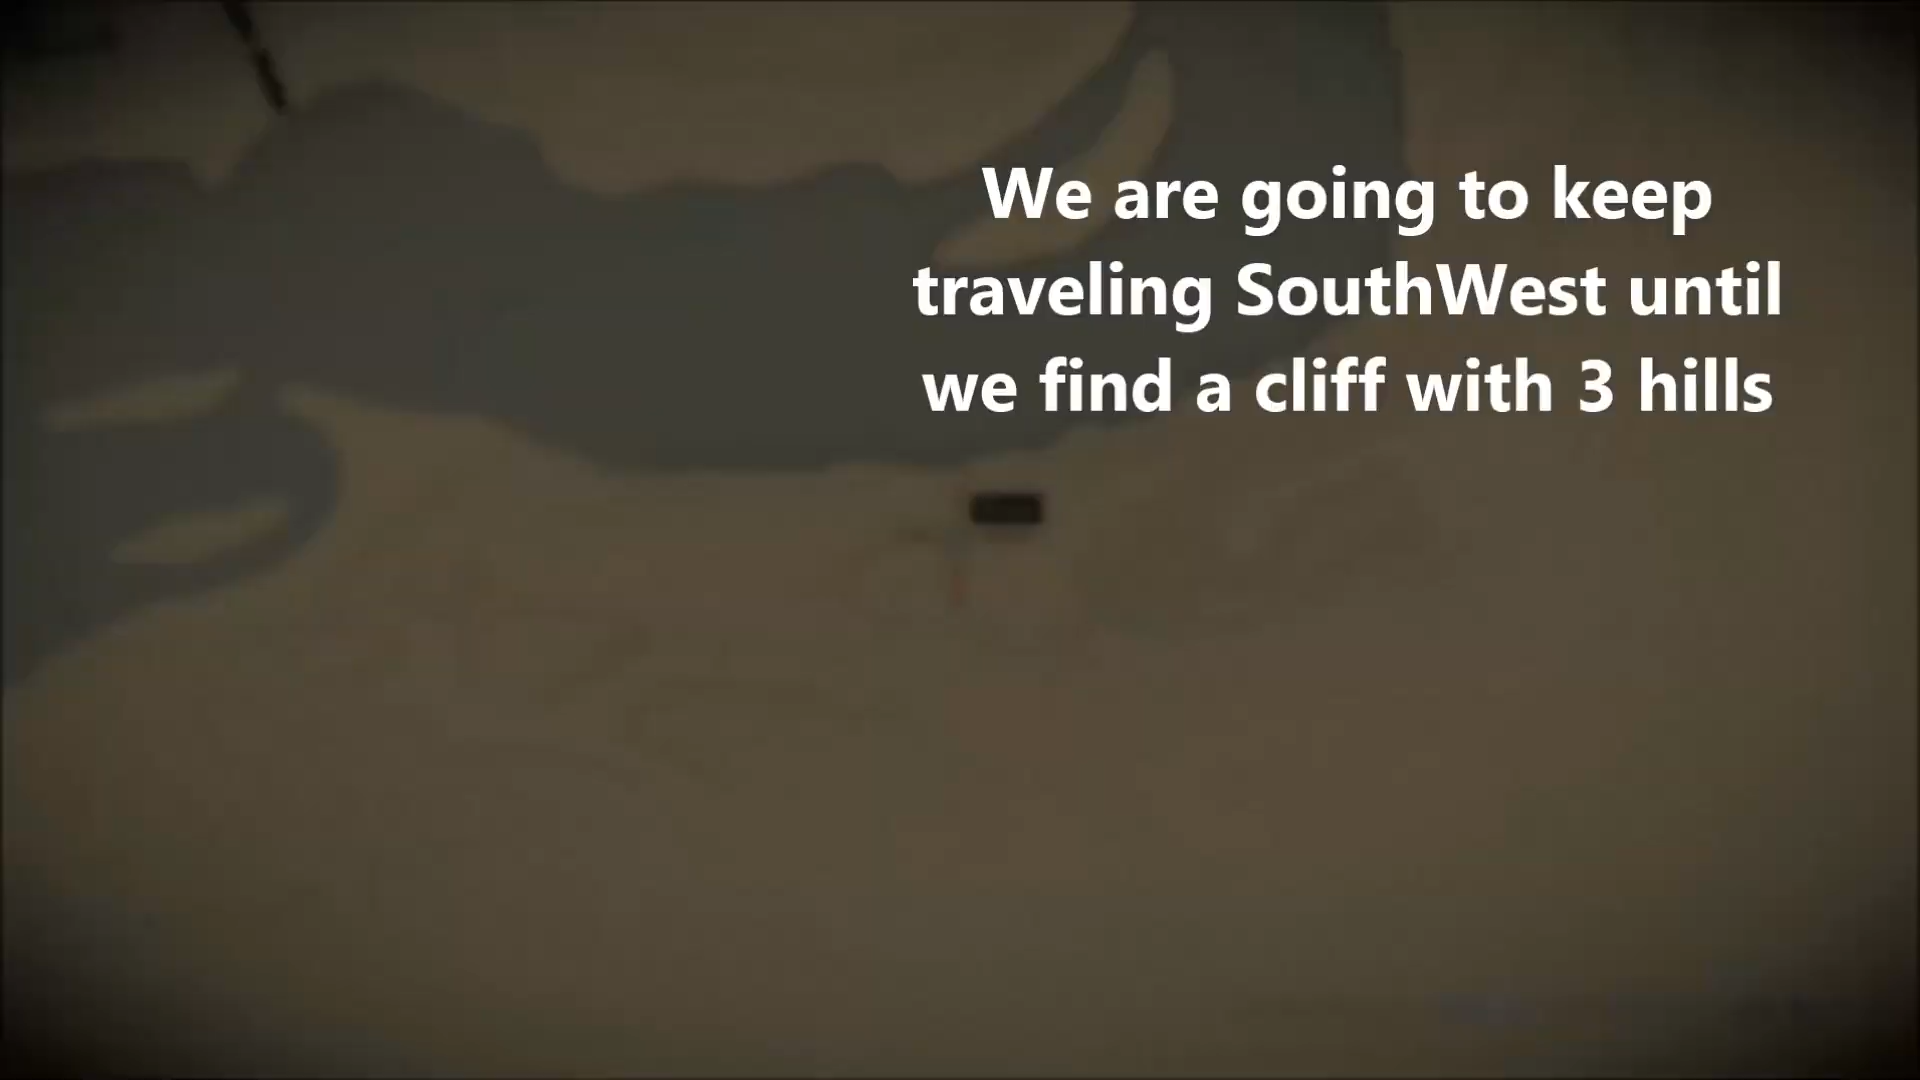 We are going to keep
traveling SouthWest until
we find a cliff with 3 hills